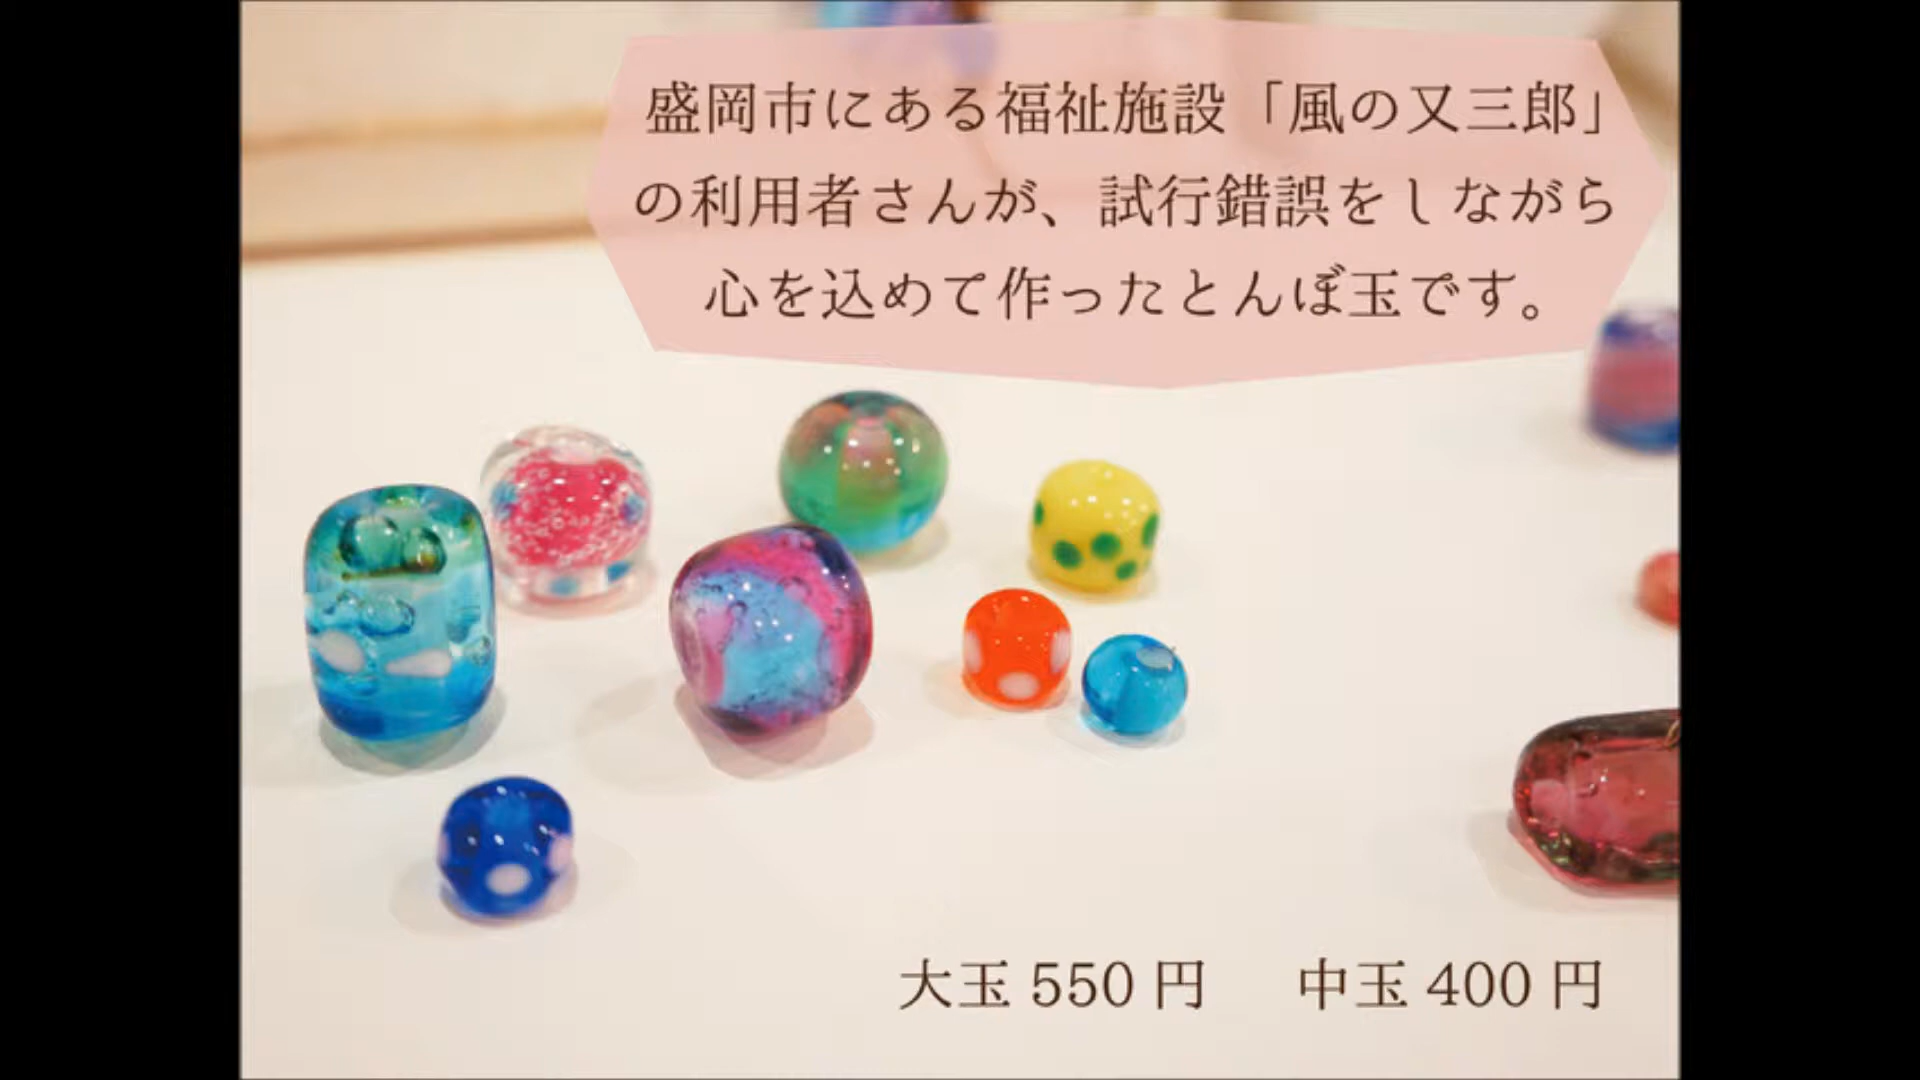 盛岡市にある福祉施設「風の又三郎」
の利用者さんが、試行錯誤をしながら
心を込めて作ったとんぼ玉です。
大玉 550 円　中玉 400 円